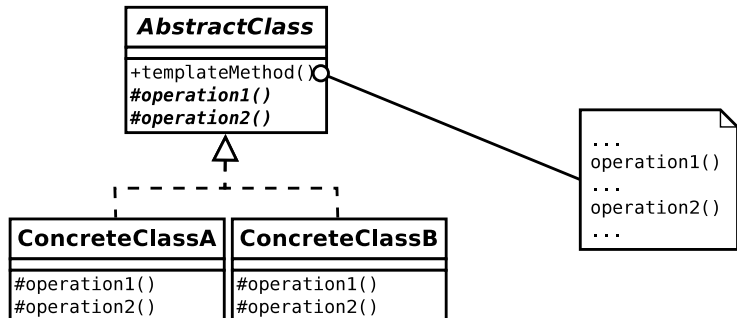 AbstractClass
+templateMethod()
#operation1()
#operation2()
...
operation1()
...
operation2()
...
ConcreteClassA
#operation1()
#operation2()
ConcreteClassB
#operation1()
#operation2()